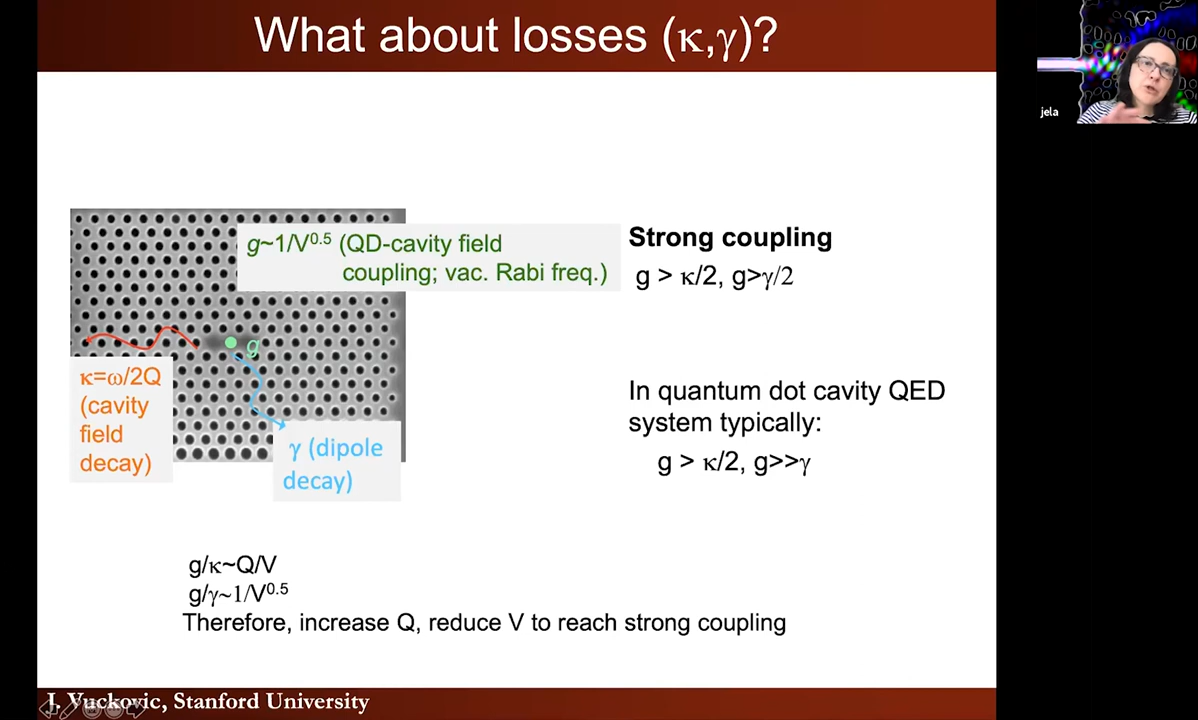 What about losses (κ,γ)?
jela
g~1/V^0.5 (QD-cavity field
coupling; vac. Rabi freq.)
g
κ=ω/2Q
(cavity
field
decay)
γ (dipole
decay)
Strong coupling
g > κ/2, g>γ/2
In quantum dot cavity QED
system typically:
g > κ/2, g>>γ
g/κ~Q/V
g/γ~1/V^0.5
Therefore, increase Q, reduce V to reach strong coupling
J. Vuckovic, Stanford University